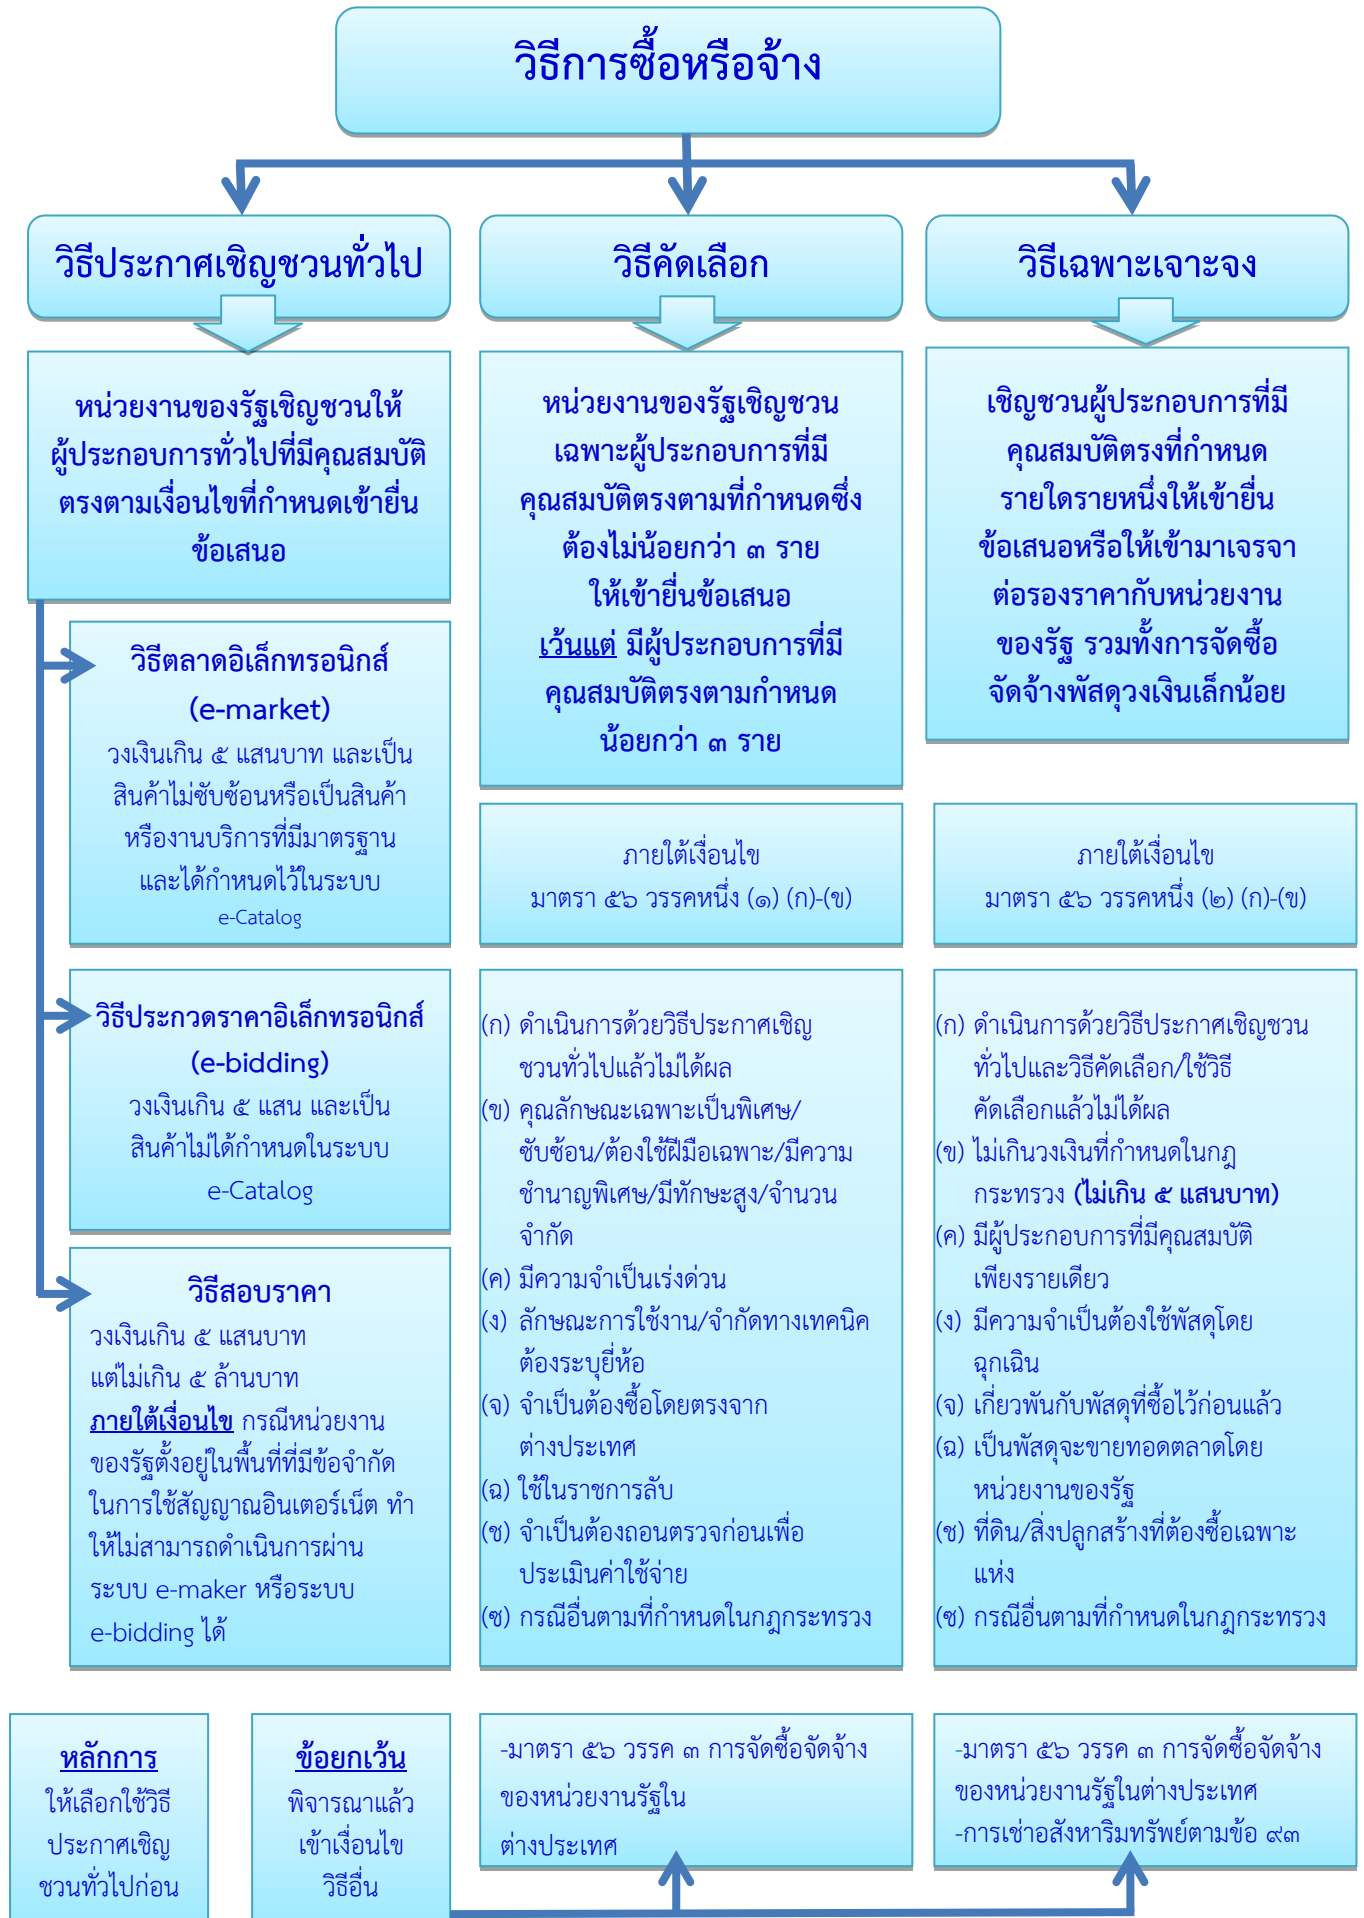 วิธีการซื้อหรือจ้าง
วิธีประกาศเชิญชวนทั่วไป
หน่วยงานของรัฐเชิญชวนให้
ผู้ประกอบการทั่วไปที่มีคุณสมบัติ
ตรงตามเงื่อนไขที่กำหนดเข้ายื่น
ข้อเสนอ
วิธีตลาดอิเล็กทรอนิกส์
(e-market)
วงเงินเกิน ๕ แสนบาท และเป็น
สินค้าไม่ซับซ้อนหรือเป็นสินค้า
หรืองานบริการที่มีมาตรฐาน
และได้กำหนดไว้ในระบบ
e-Catalog
วิธีประกวดราคาอิเล็กทรอนิกส์
(e-bidding)
วงเงินเกิน ๕ แสน และเป็น
สินค้าไม่ได้กำหนดในระบบ
e-Catalog
วิธีสอบราคา
วงเงินเกิน ๕ แสนบาท
แต่ไม่เกิน ๕ ล้านบาท
ภายใต้เงื่อนไข กรณีหน่วยงาน
ของรัฐตั้งอยู่ในพื้นที่ที่มีข้อจำกัด
ในการใช้สัญญาณอินเตอร์เน็ต ทำ
ให้ไม่สามารถดำเนินการผ่าน
ระบบ e-maker หรือระบบ
e-bidding ได้
วิธีคัดเลือก
หน่วยงานของรัฐเชิญชวน
เฉพาะผู้ประกอบการที่มี
คุณสมบัติตรงตามที่กำหนดซึ่ง
ต้องไม่น้อยกว่า ๓ ราย
ให้เข้ายื่นข้อเสนอ
เว้นแต่ มีผู้ประกอบการที่มี
คุณสมบัติตรงตามกำหนด
น้อยกว่า ๓ ราย
ภายใต้เงื่อนไข
มาตรา ๕๖ วรรคหนึ่ง (๑) (ก)-(ข)
(ก) ดำเนินการด้วยวิธีประกาศเชิญ
ชวนทั่วไปแล้วไม่ได้ผล
(ข) คุณลักษณะเฉพาะเป็นพิเศษ/
ซับซ้อน/ต้องใช้ฝีมือเฉพาะ/มีความ
ชำนาญพิเศษ/มีทักษะสูง/จำนวน
จำกัด
(ค) มีความจำเป็นเร่งด่วน
(ง) ลักษณะการใช้งาน/จำกัดทางเทคนิค
ต้องระบุยี่ห้อ
(จ) จำเป็นต้องซื้อโดยตรงจาก
ต่างประเทศ
(ฉ) ใช้ในราชการลับ
(ช) จำเป็นต้องถอนตรวจก่อนเพื่อ
ประเมินค่าใช้จ่าย
(ซ) กรณีอื่นตามที่กำหนดในกฎกระทรวง
วิธีเฉพาะเจาะจง
เชิญชวนผู้ประกอบการที่มี
คุณสมบัติตรงที่กำหนด
รายใดรายหนึ่งให้เข้ายื่น
ข้อเสนอหรือให้เข้ามาเจรจา
ต่อรองราคากับหน่วยงาน
ของรัฐ รวมทั้งการจัดซื้อ
จัดจ้างพัสดุวงเงินเล็กน้อย
ภายใต้เงื่อนไข
มาตรา ๕๖ วรรคหนึ่ง (๒) (ก)-(ข)
(ก) ดำเนินการด้วยวิธีประกาศเชิญชวน
ทั่วไปและวิธีคัดเลือก/ใช้วิธี
คัดเลือกแล้วไม่ได้ผล
(ข) ไม่เกินวงเงินที่กำหนดในกฎ
กระทรวง (ไม่เกิน ๕ แสนบาท)
(ค) มีผู้ประกอบการที่มีคุณสมบัติ
เพียงรายเดียว
(ง) มีความจำเป็นต้องใช้พัสดุโดย
ฉุกเฉิน
(จ) เกี่ยวพันกับพัสดุที่ซื้อไว้ก่อนแล้ว
(ฉ) เป็นพัสดุจะขายทอดตลาดโดย
หน่วยงานของรัฐ
(ช) ที่ดิน/สิ่งปลูกสร้างที่ต้องซื้อเฉพาะ
แห่ง
(ซ) กรณีอื่นตามที่กำหนดในกฎกระทรวง
หลักการ
ให้เลือกใช้วิธี
ประกาศเชิญ
ชวนทั่วไปก่อน
ข้อยกเว้น
พิจารณาแล้ว
เข้าเงื่อนไข
วิธีอื่น
-มาตรา ๕๖ วรรค ๓ การจัดซื้อจัดจ้าง
ของหน่วยงานรัฐใน
ต่างประเทศ
-มาตรา ๕๖ วรรค ๓ การจัดซื้อจัดจ้าง
ของหน่วยงานรัฐในต่างประเทศ
-การเช่าอสังหาริมทรัพย์ตามข้อ ๙๓